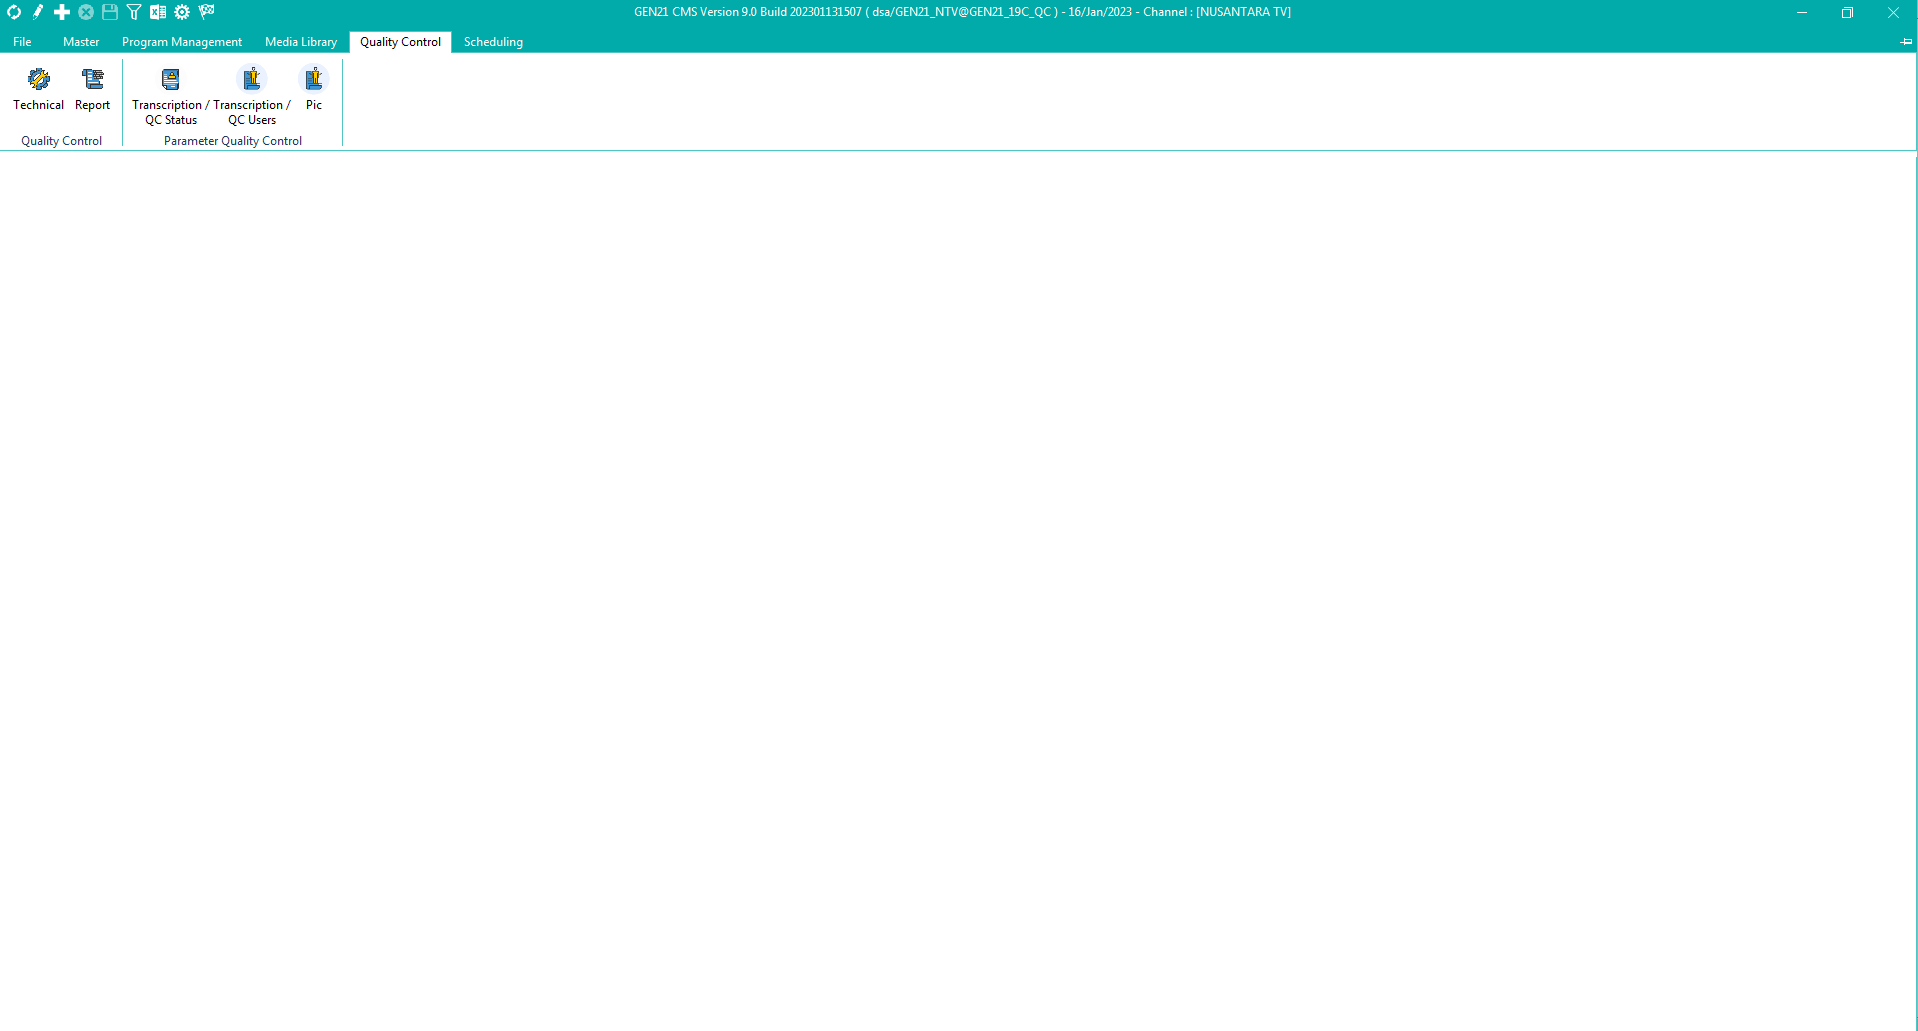 GEN21 CMS Version 9.0 Build 202301131507 ( dsa/GEN21_NTV@GEN21_19C_QC ) - 16/Jan/2023 - Channel : [NUSANTARA TV]
File Master Program Management Media Library Quality Control Scheduling
Technical Report Transcription / Transcription / Pic
QC Status QC Users
Quality Control Parameter Quality Control